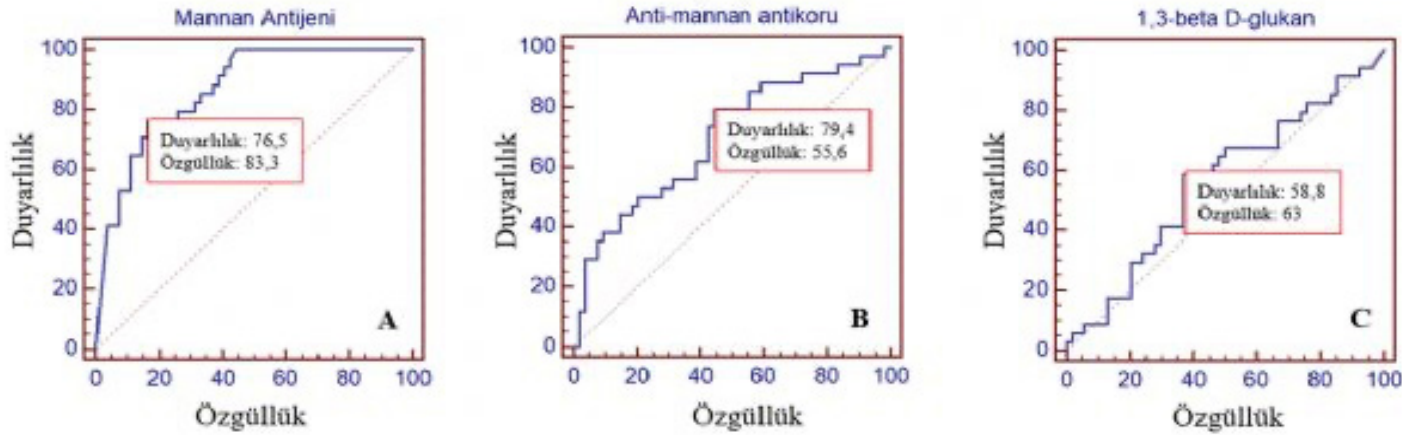 Mannan Antijeni
100
80
60
40
20
0
Duyarlılık
Duyarlılık: 76,5
Özgüllük: 83,3
A
0 20 40 60 80 100
Özgüllük
Anti-mannan antikoru
100
80
60
40
20
0
Duyarlılık
Duyarlılık: 79,4
Özgüllük: 55,6
B
0 20 40 60 80 100
Özgüllük
1,3-beta D-glukan
100
80
60
40
20
0
Duyarlılık
Duyarlılık: 58,8
Özgüllük: 63
C
0 20 40 60 80 100
Özgüllük